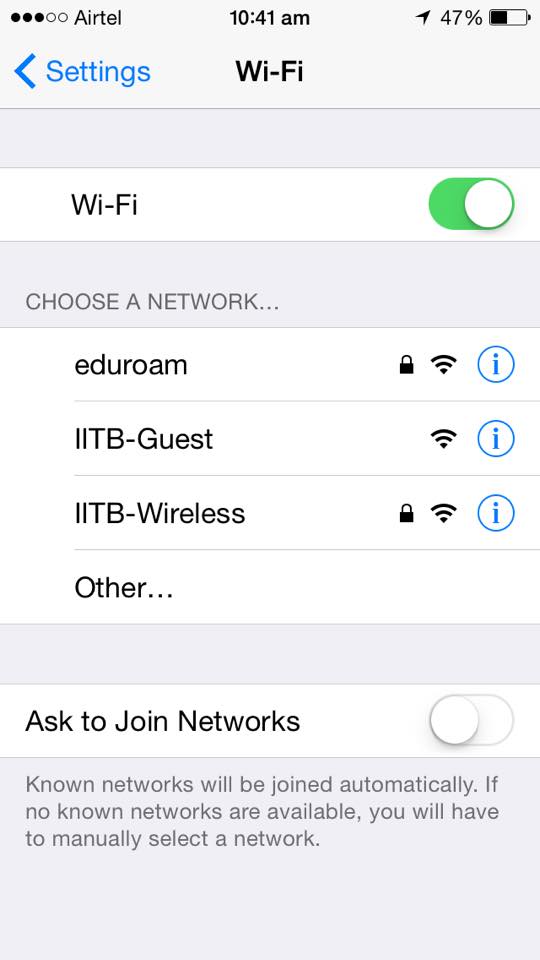 Airtel 10:41 am 47%
Settings Wi-Fi
Wi-Fi
CHOOSE A NETWORK...
eduroam
IITB-Guest
IITB-Wireless
Other...
Ask to Join Networks
Known networks will be joined automatically. If
no known networks are available, you will have
to manually select a network.